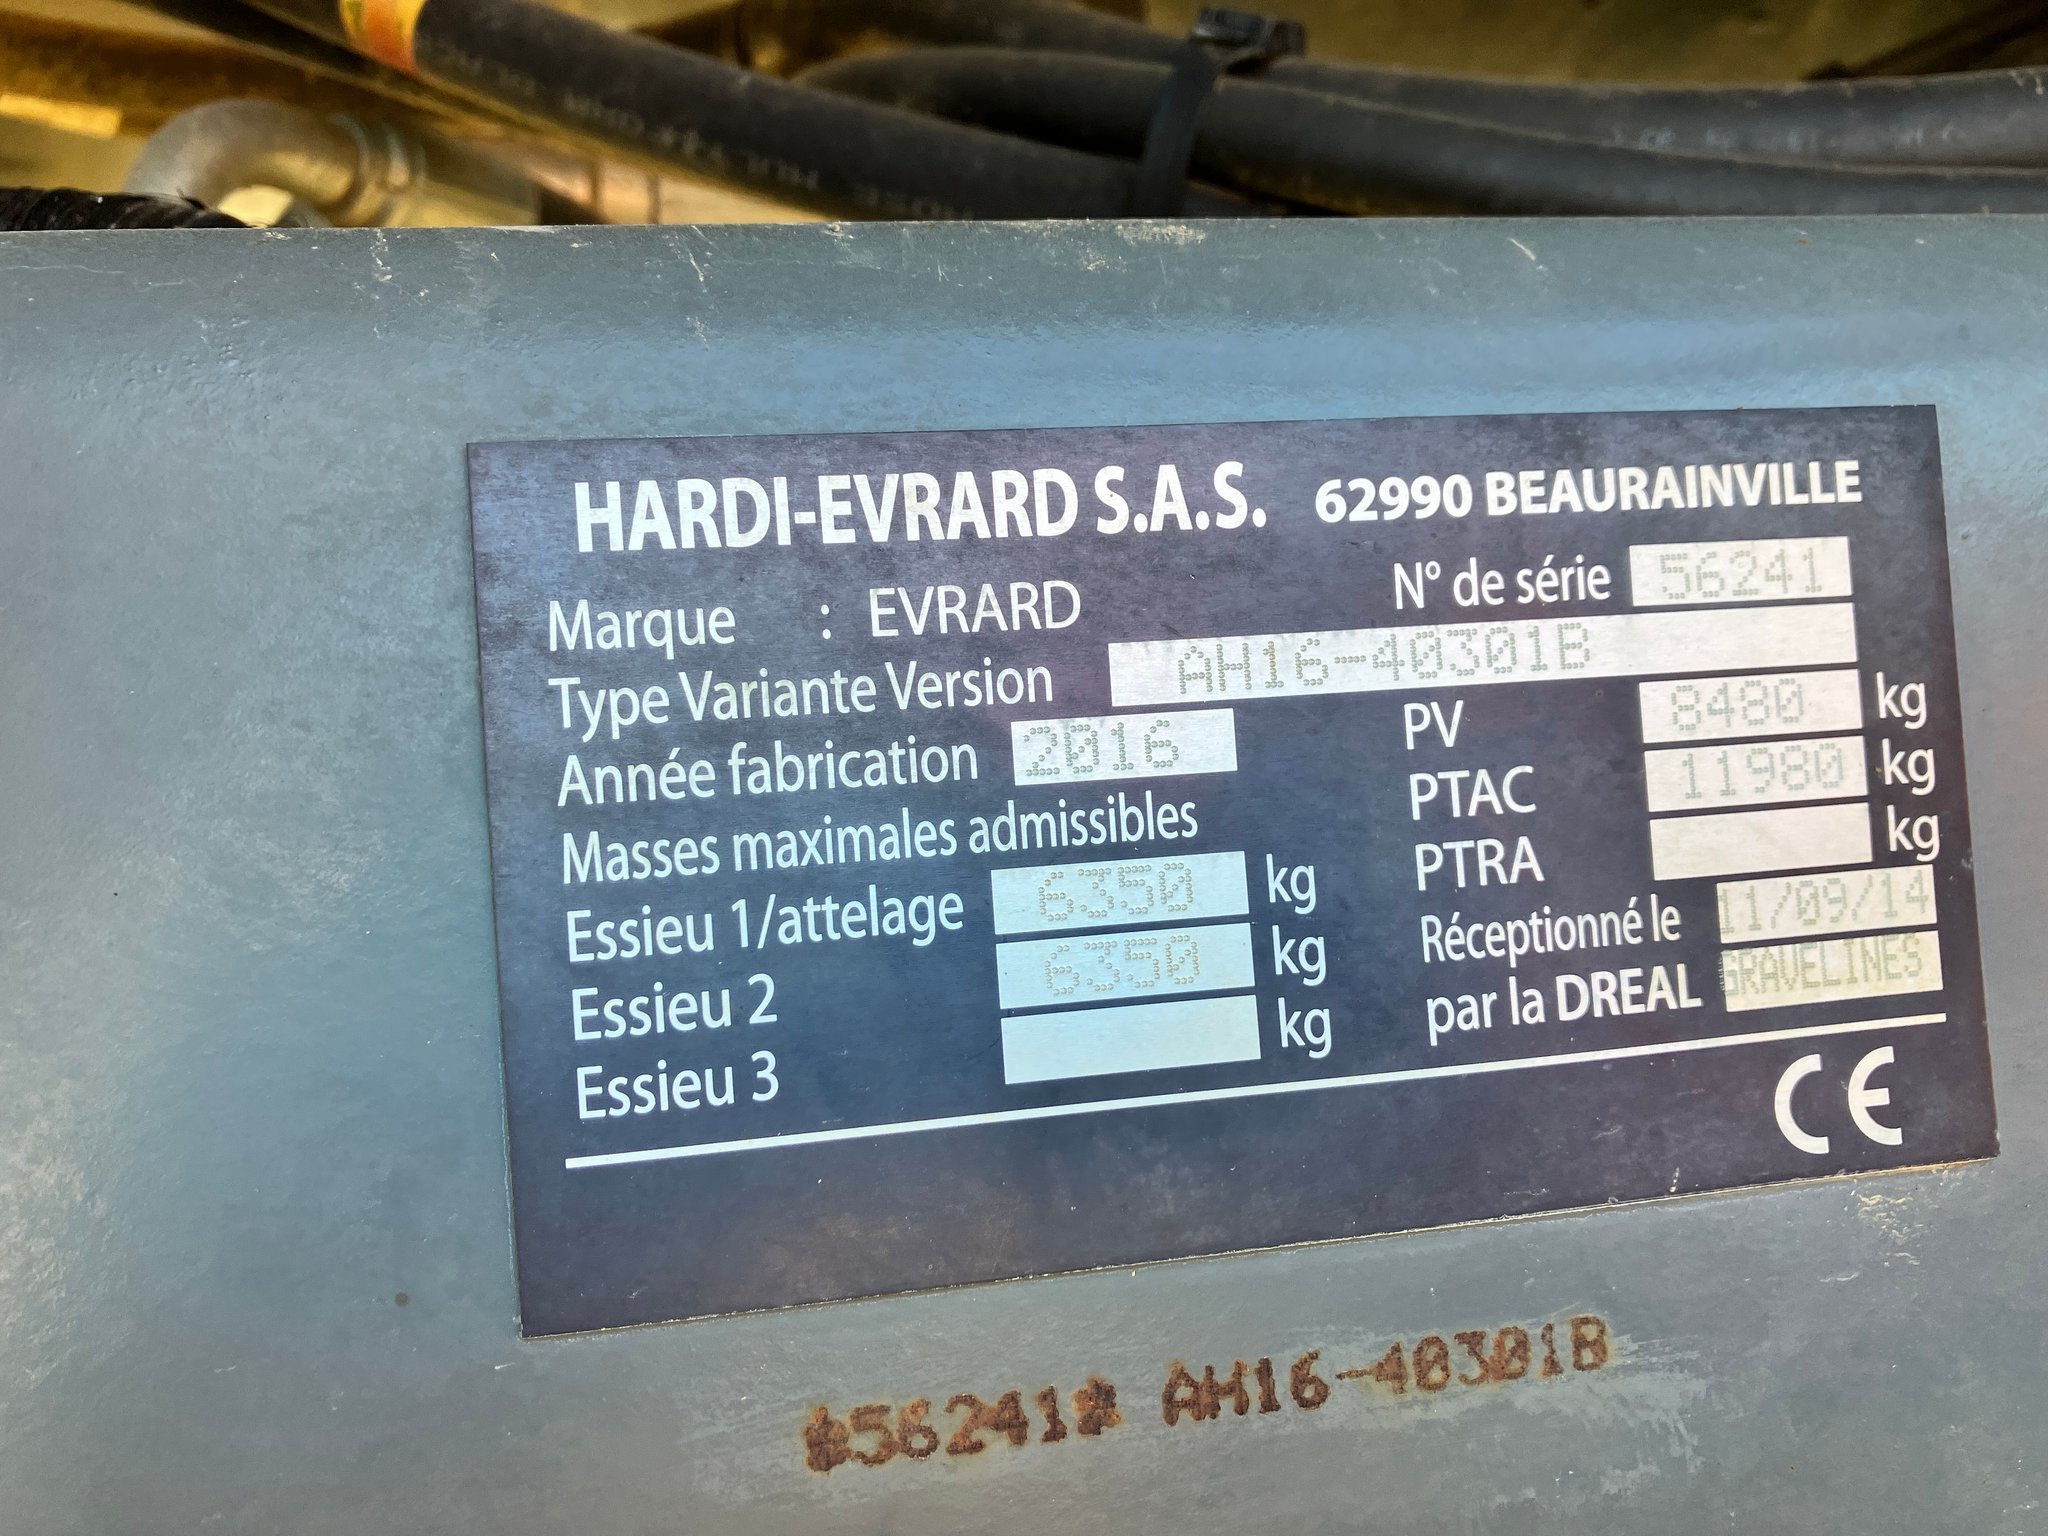 HARDI-EVRARD S.A.S. 62990 BEAURAINVILLE
Marque : EVRARD N° de série 56241
Type Variante Version AH16-40301B
Année fabrication 2016 PV 8480 kg
Masses maximales admissibles PTAC 11980 kg
Essieu 1/attelage 6350 kg PTRA kg
Essieu 2 6350 kg Réceptionné le 11/09/14
Essieu 3 kg par la DREAL GRAVELINES
CE
*56241* AH16-40301B